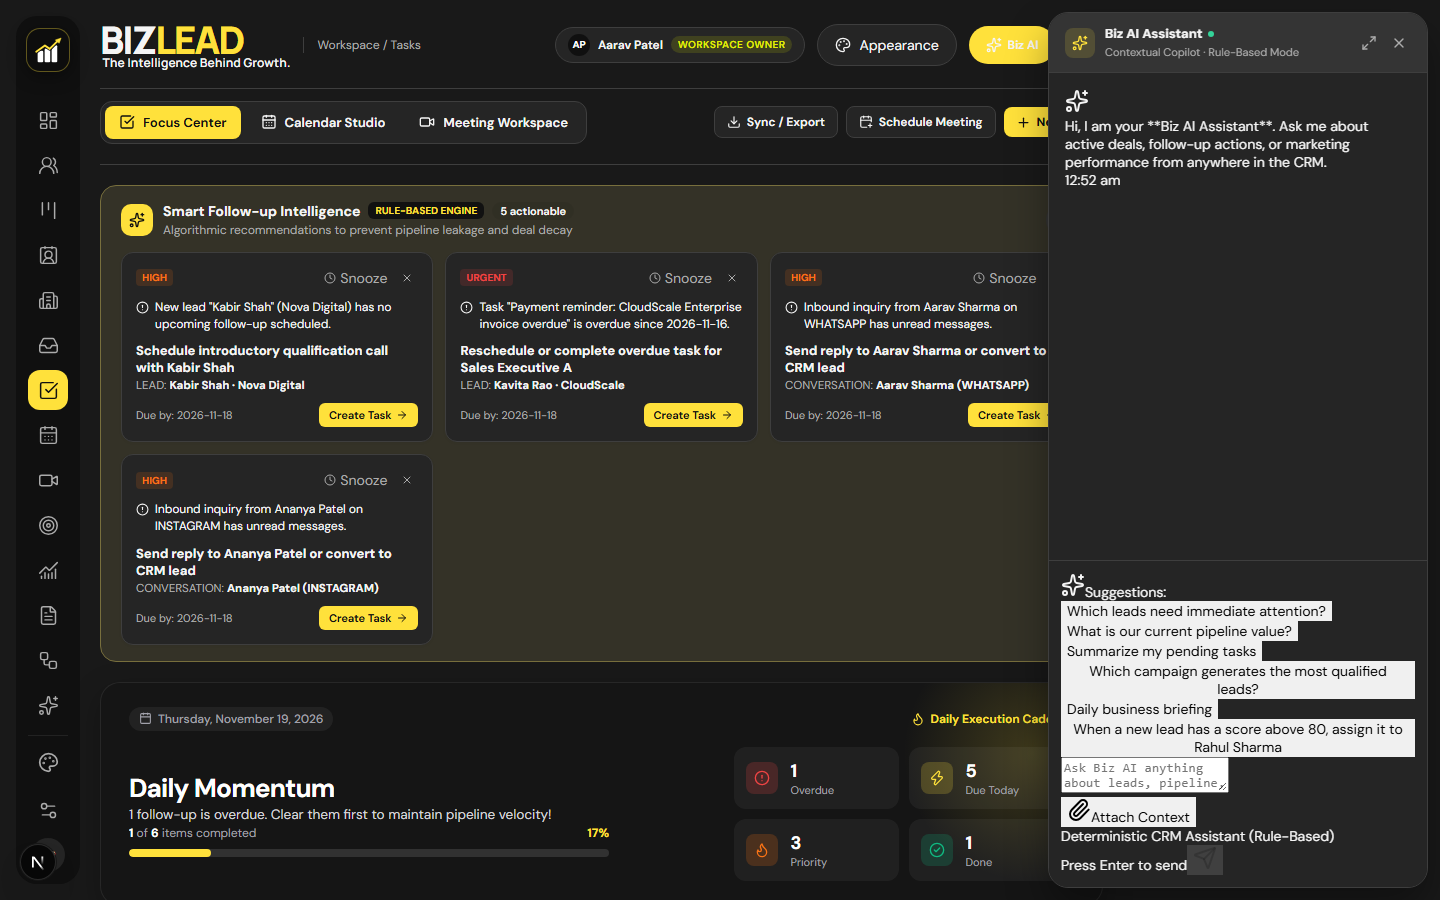 BIZLEAD
The Intelligence Behind Growth.
Workspace / Tasks
AP Aarav Patel WORKSPACE OWNER
Appearance
Biz AI
Focus Center
Calendar Studio
Meeting Workspace
Sync / Export
Schedule Meeting
Smart Follow-up Intelligence RULE-BASED ENGINE 5 actionable
Algorithmic recommendations to prevent pipeline leakage and deal decay
HIGH Snooze
New lead "Kabir Shah" (Nova Digital) has no
upcoming follow-up scheduled.
Schedule introductory qualification call
with Kabir Shah
LEAD: Kabir Shah · Nova Digital
Due by: 2026-11-18 Create Task
URGENT Snooze
Task "Payment reminder: CloudScale Enterprise
invoice overdue" is overdue since 2026-11-16.
Reschedule or complete overdue task for
Sales Executive A
LEAD: Kavita Rao · CloudScale
Due by: 2026-11-18 Create Task
HIGH Snooze
Inbound inquiry from Aarav Sharma on
WHATSAPP has unread messages.
Send reply to Aarav Sharma or convert to
CRM lead
CONVERSATION: Aarav Sharma (WHATSAPP)
Due by: 2026-11-18 Create Task
HIGH Snooze
Inbound inquiry from Ananya Patel on
INSTAGRAM has unread messages.
Send reply to Ananya Patel or convert to
CRM lead
CONVERSATION: Ananya Patel (INSTAGRAM)
Due by: 2026-11-18 Create Task
Thursday, November 19, 2026
Daily Execution
Daily Momentum
1 follow-up is overdue. Clear them first to maintain pipeline velocity!
1 of 6 items completed 17%
1
Overdue
5
Due Today
3
Priority
1
Done
N
Biz AI Assistant
Contextual Copilot · Rule-Based Mode
Hi, I am your **Biz AI Assistant**. Ask me about
active deals, follow-up actions, or marketing
performance from anywhere in the CRM.
12:52 am
Suggestions:
Which leads need immediate attention?
What is our current pipeline value?
Summarize my pending tasks
Which campaign generates the most qualified
leads?
Daily business briefing
When a new lead has a score above 80, assign it to
Rahul Sharma
Ask Biz AI anything
about leads, pipeline,
Attach Context
Deterministic CRM Assistant (Rule-Based)
Press Enter to send